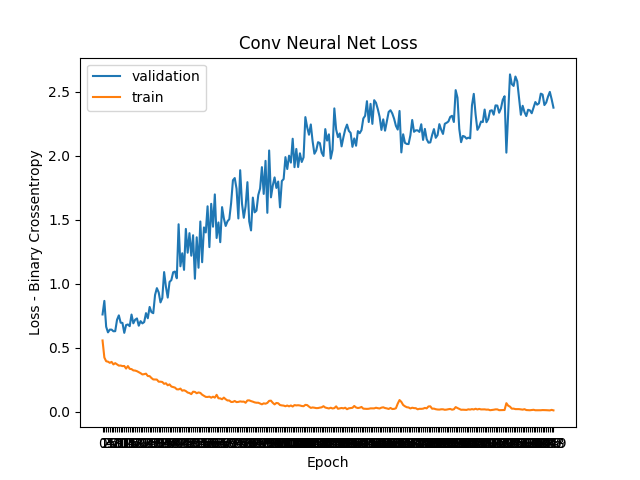 Conv Neural Net Loss
validation
train
2.5
2.0
1.5
1.0
0.5
0.0
Loss - Binary Crossentropy
Epoch